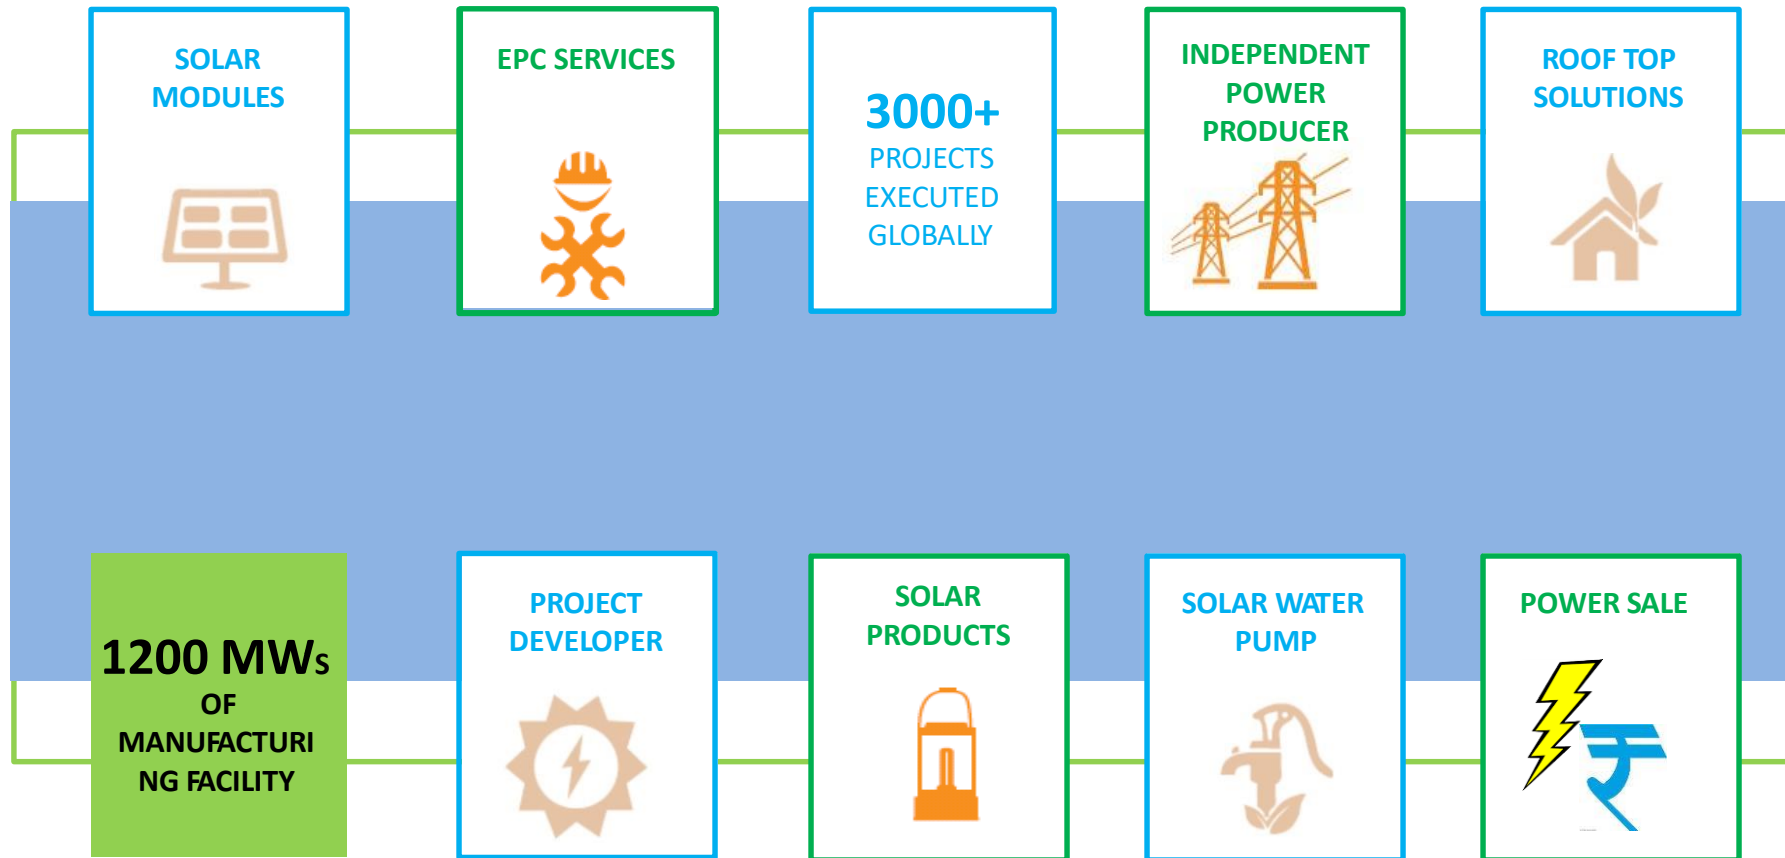 SOLAR
MODULES
EPC SERVICES
3000+
PROJECTS
EXECUTED
GLOBALLY
INDEPENDENT
POWER
PRODUCER
ROOF TOP
SOLUTIONS
1200 MWs
OF
MANUFACTURI
NG FACILITY
PROJECT
DEVELOPER
SOLAR
PRODUCTS
SOLAR WATER
PUMP
POWER SALE